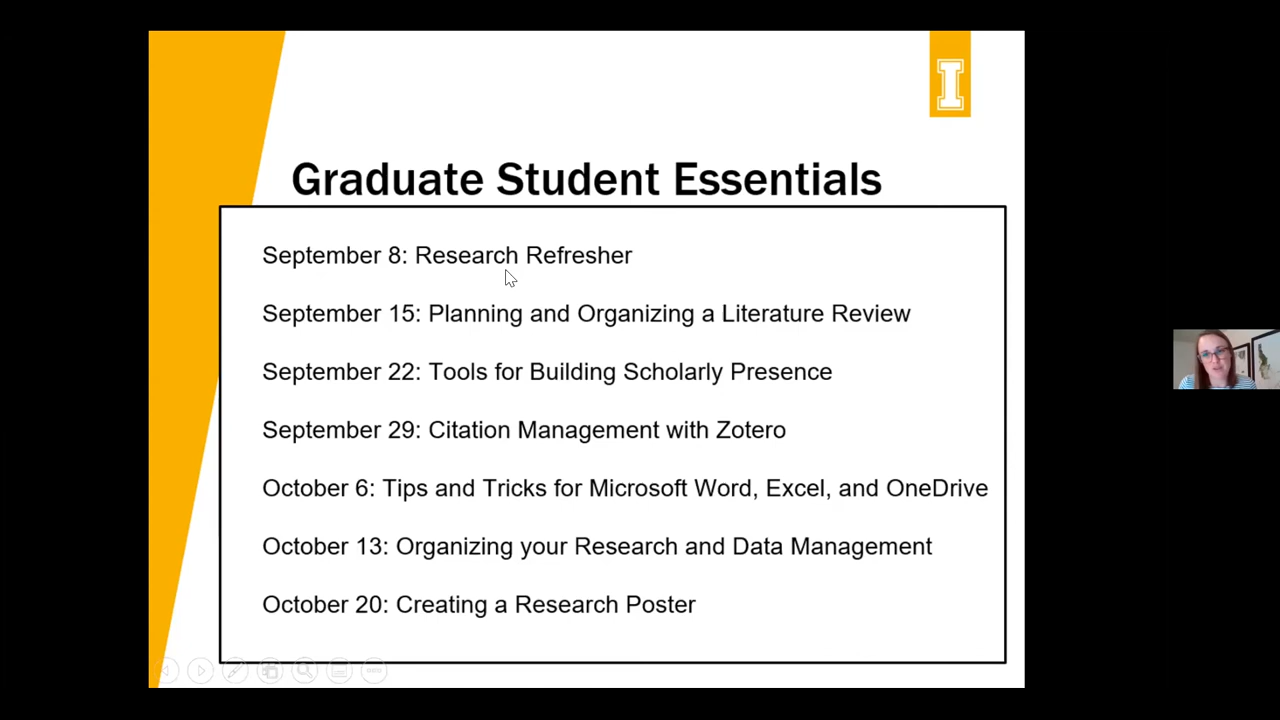 I
Graduate Student Essentials
September 8: Research Refresher
September 15: Planning and Organizing a Literature Review
September 22: Tools for Building Scholarly Presence
September 29: Citation Management with Zotero
October 6: Tips and Tricks for Microsoft Word, Excel, and OneDrive
October 13: Organizing your Research and Data Management
October 20: Creating a Research Poster